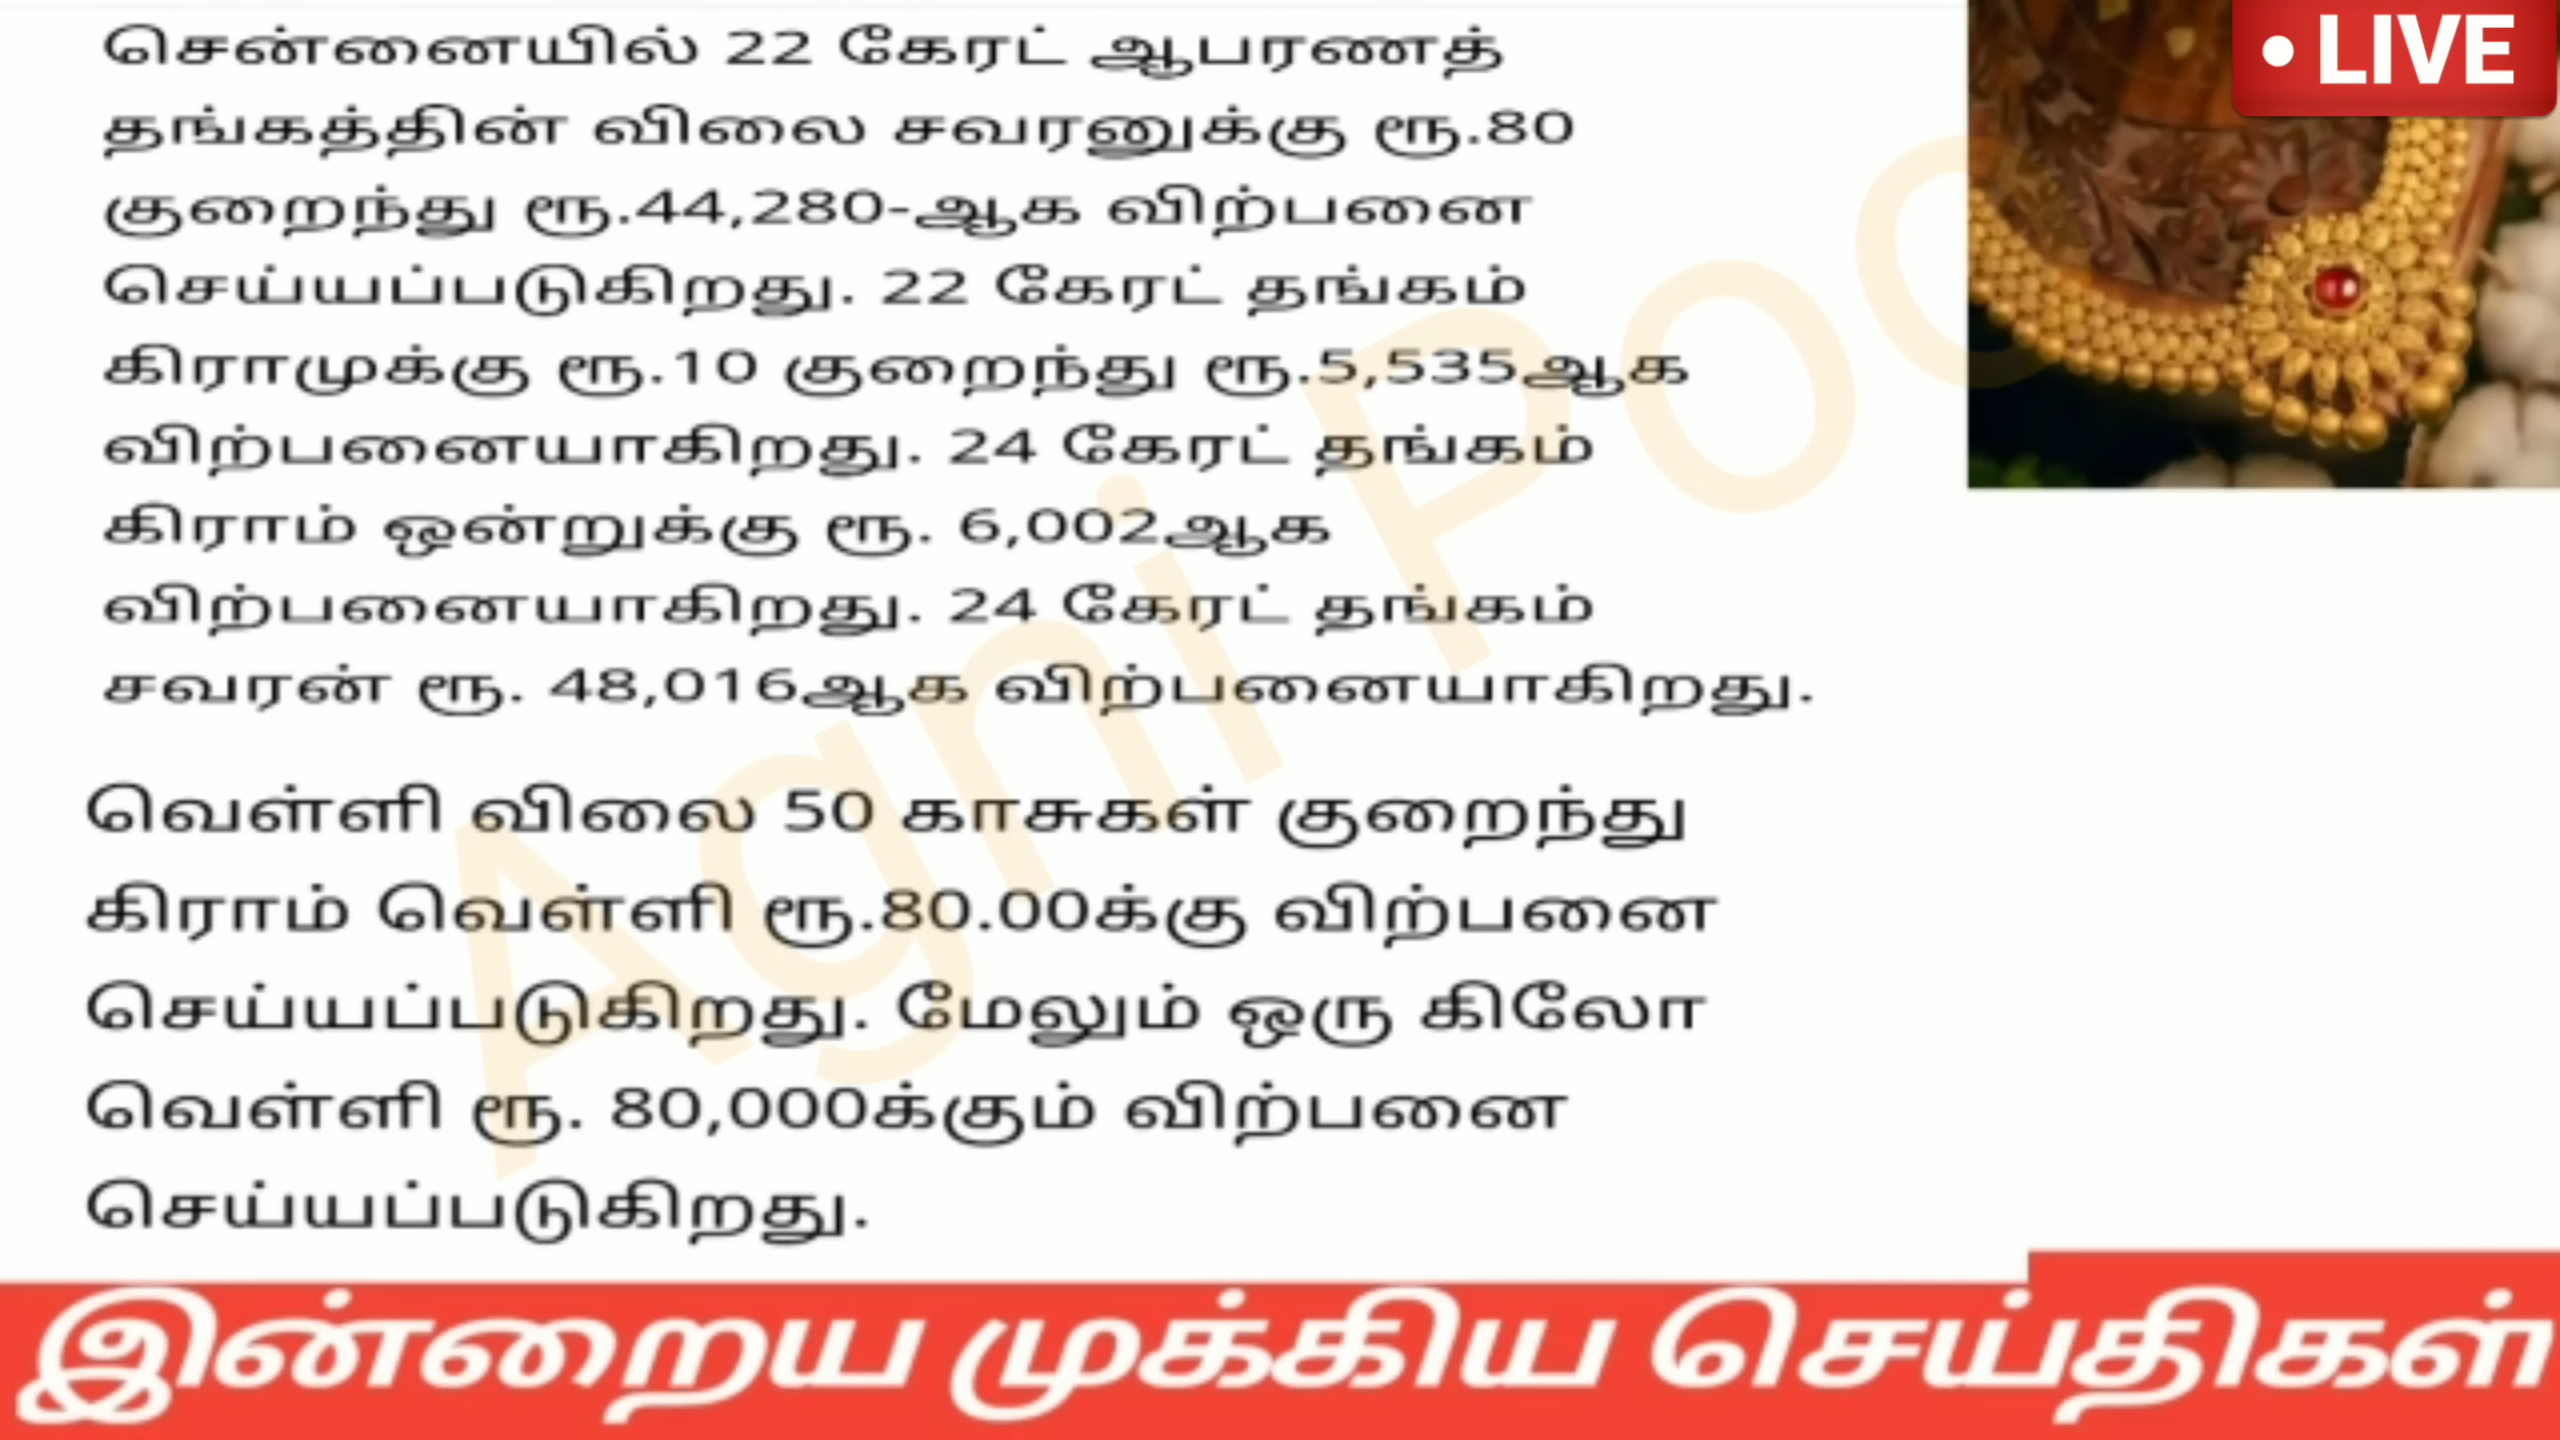 சென்னையில் 22 கேரட் ஆபரணத்
தங்கத்தின் விலை சவரனுக்கு ரூ.80
குறைந்து ரூ.44,280-ஆக விற்பனை
செய்யப்படுகிறது. 22 கேரட் தங்கம்
கிராமுக்கு ரூ.10 குறைந்து ரூ.5,535ஆக
விற்பனையாகிறது. 24 கேரட் தங்கம்
கிராம் ஒன்றுக்கு ரூ. 6,002ஆக
விற்பனையாகிறது. 24 கேரட் தங்கம்
சவரன் ரூ. 48,016ஆக விற்பனையாகிறது.
வெள்ளி விலை 50 காசுகள் குறைந்து
கிராம் வெள்ளி ரூ.80.00க்கு விற்பனை
செய்யப்படுகிறது. மேலும் ஒரு கிலோ
வெள்ளி ரூ. 80,000க்கும் விற்பனை
செய்யப்படுகிறது.
• LIVE
Agni
இன்றைய முக்கிய செய்திகள்